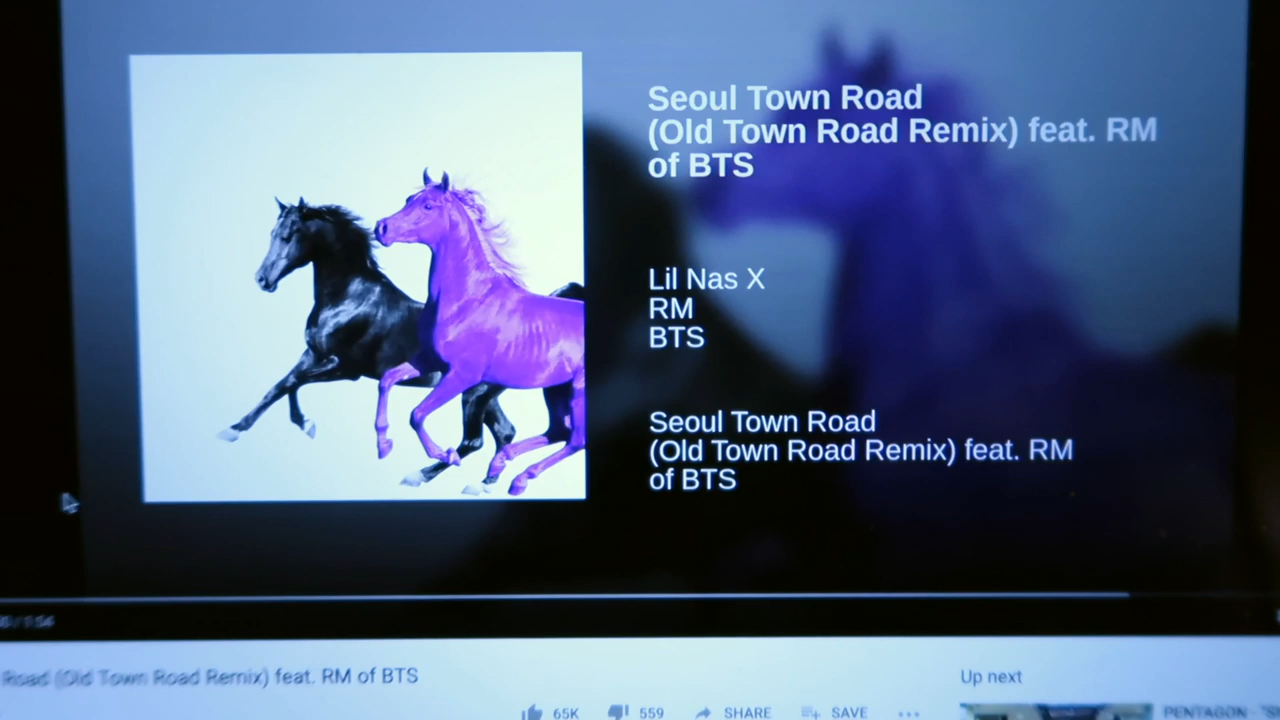 Seoul Town Road
(Old Town Road Remix) feat. RM
of BTS
Lil Nas X
RM
BTS
Seoul Town Road
(Old Town Road Remix) feat. RM
of BTS
/ 1:54
Road (Old Town Road Remix) feat. RM of BTS
65K 559 SHARE SAVE
Up next
PENTAGON -